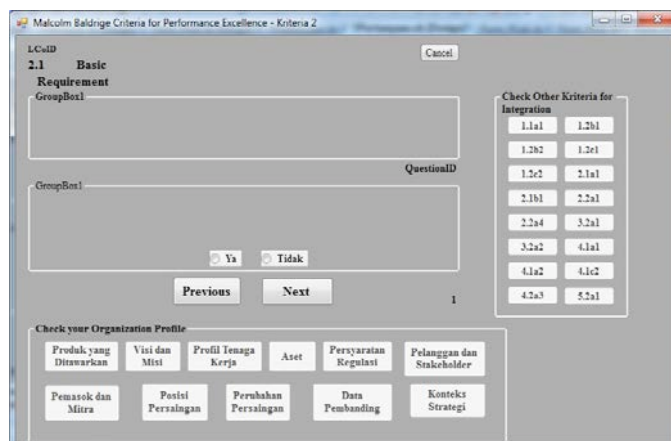 Malcolm Baldrige Criteria for Performance Excellence - Kriteria 2
LColD
Cancel
2.1 Basic
Requirement
GroupBox1
QuestionID
GroupBox1
Ya Tidak
Previous Next
1
Check Other Kriteria for
Integration
1.1a1 1.2b1
1.2b2 1.2c1
1.2c2 2.1a1
2.1b1 2.2a1
2.2a4 3.2a1
3.2a2 4.1a1
4.1a2 4.1c2
4.2a3 5.2a1
Check your Organization Profile
Produk yang
Ditawarkan
Visi dan
Misi
Profil Tenaga
Kerja
Aset
Persyaratan
Regulasi
Pelanggan dan
Stakeholder
Pemasok dan
Mitra
Posisi
Persaingan
Perubahan
Persaingan
Data
Pembanding
Konteks
Strategi